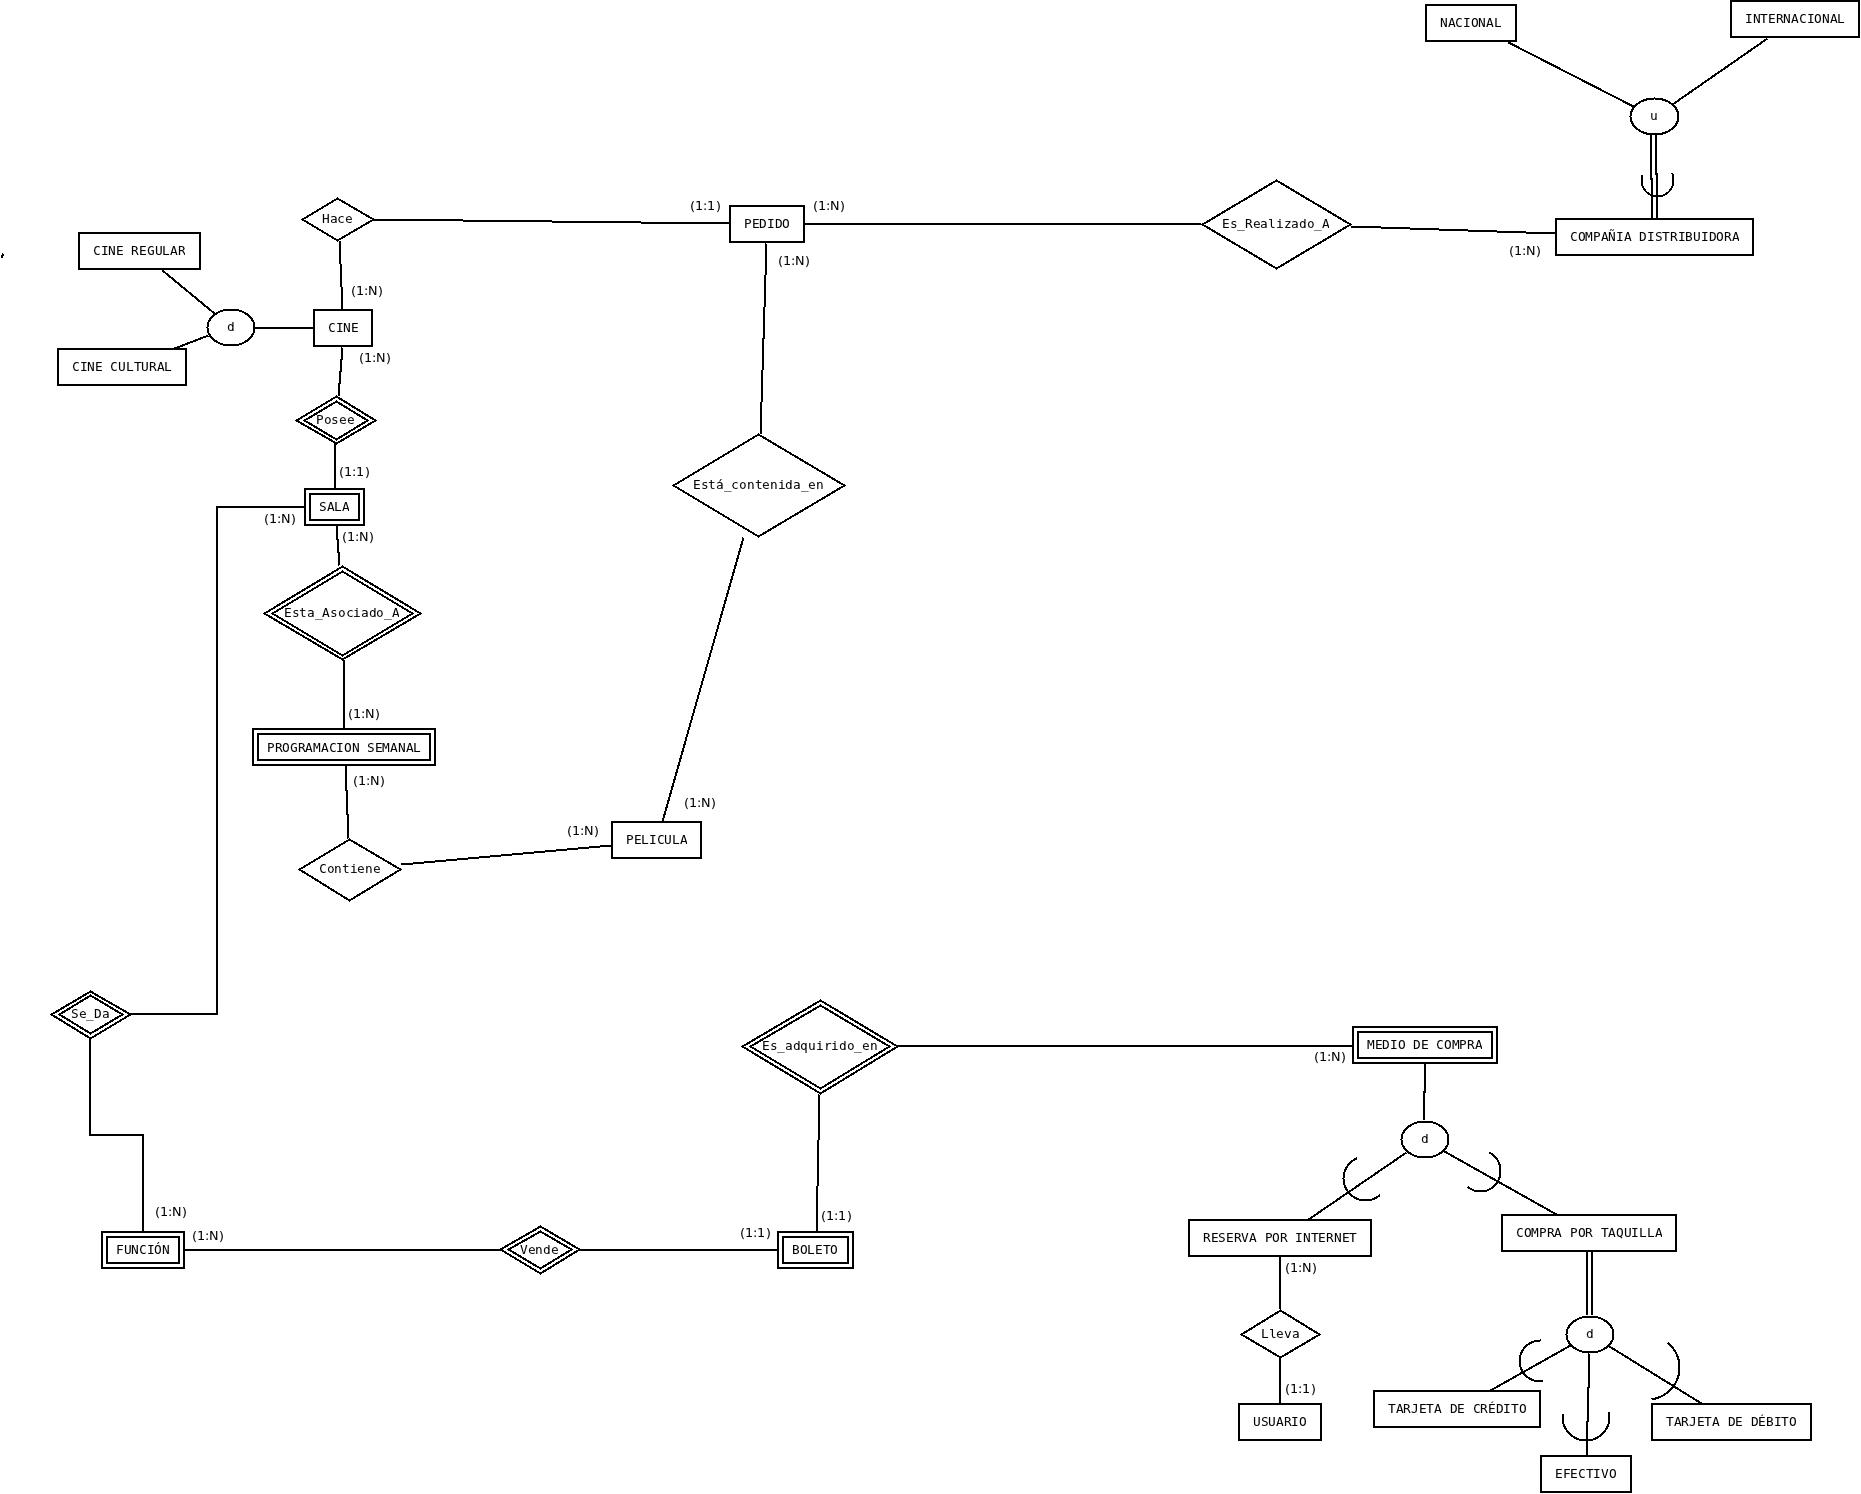 NACIONAL
INTERNACIONAL
u
Hace
(1:1)
PEDIDO
(1:N)
Es_Realizado_A
COMPAÑIA DISTRIBUIDORA
(1:N)
CINE REGULAR
(1:N)
(1:N)
d
CINE
CINE CULTURAL
(1:N)
Posee
(1:1)
SALA
(1:N)
(1:N)
Está_contenida_en
Esta_Asociado_A
(1:N)
PROGRAMACION SEMANAL
(1:N)
(1:N)
(1:N)
PELICULA
Contiene
Se_Da
Es_adquirido_en
(1:N)
MEDIO DE COMPRA
d
(1:N)
(1:N)
FUNCIÓN
Vende
(1:1)
(1:1)
BOLETO
RESERVA POR INTERNET
COMPRA POR TAQUILLA
(1:N)
Lleva
d
(1:1)
USUARIO
TARJETA DE CRÉDITO
TARJETA DE DÉBITO
EFECTIVO